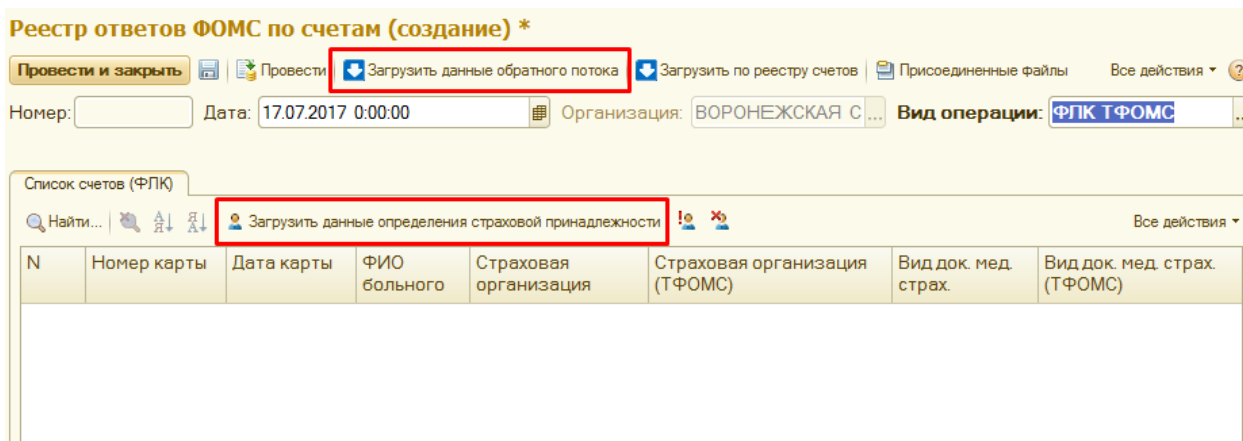 Реестр ответов ФОМС по счетам (создание) *
Провести и закрыть Провести Загрузить данные обратного потока Загрузить по реестру счетов Присоединенные файлы Все действия
Номер: Дата: 17.07.2017 0:00:00 Организация: ВОРОНЕЖСКАЯ С ... Вид операции: ФПК ТФОМС ...
Список счетов (ФПК)
Найти... Загрузить данные определения страховой принадлежности Все действия
N Номер карты Дата карты ФИО Страховая Страховая организация Вид док. мед. Вид док. мед. страх.
больного организация (ТФОМС) страх. (ТФОМС)